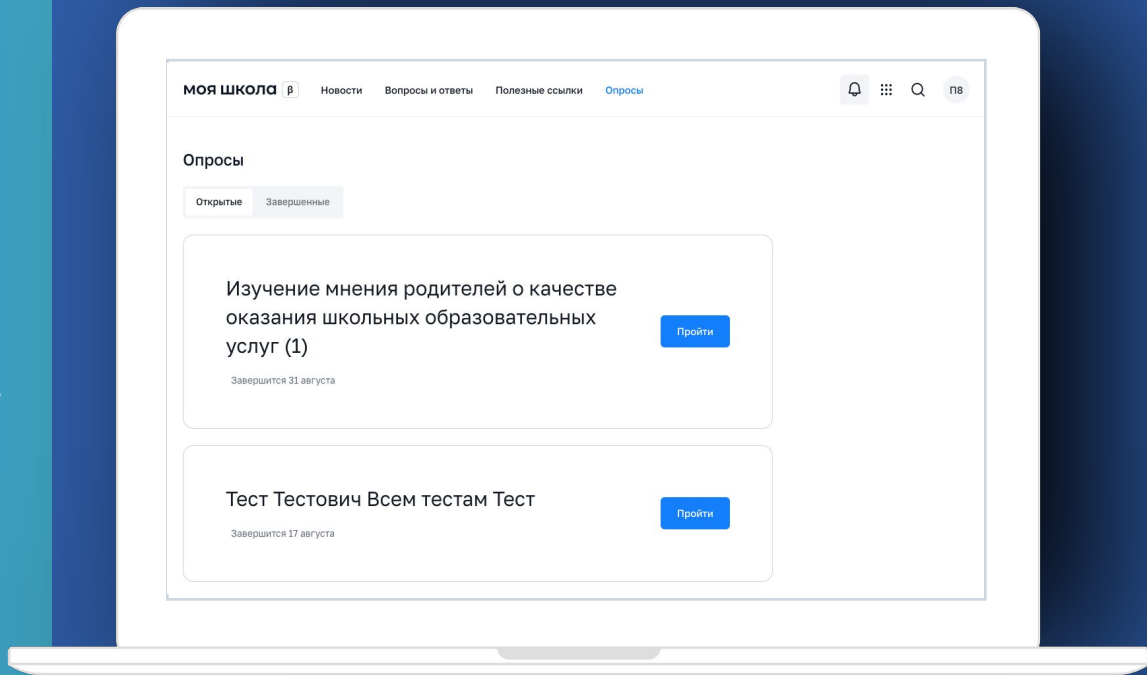 моя школа β Новости Вопросы и ответы Полезные ссылки Опросы П8
Опросы
Открытые Завершенные
Изучение мнения родителей о качестве
оказания школьных образовательных
услуг (1)
Пройти
Завершится 31 августа
Тест Тестович Всем тестам Тест
Пройти
Завершится 17 августа